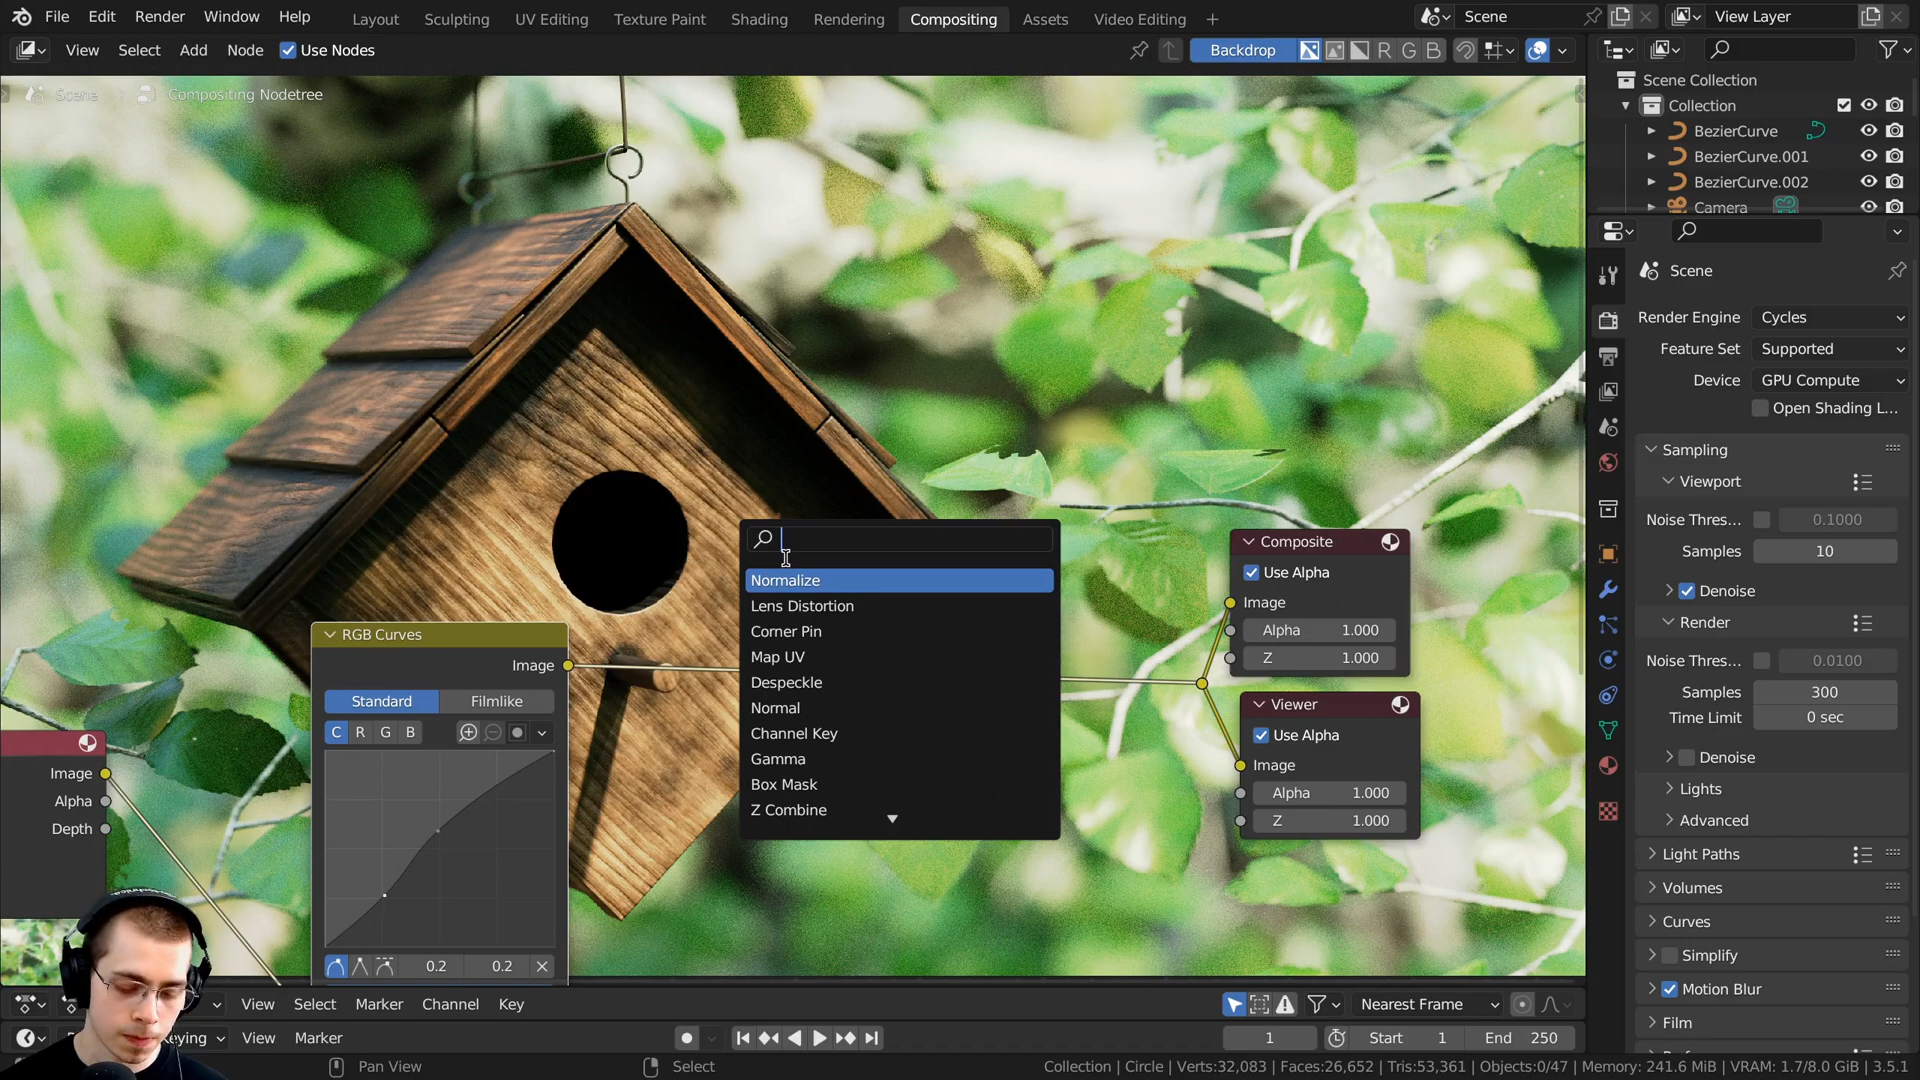 File Edit Render Window Help Layout Sculpting UV Editing Texture Paint Shading Rendering Compositing Assets Video Editing + Scene View Layer
View Select Add Node Use Nodes Backdrop R G B
Scene Compositing Nodetree
Scene Collection
Collection
BezierCurve
BezierCurve.001
BezierCurve.002
Camera
Scene
Render Engine Cycles
Feature Set Supported
Device GPU Compute
Open Shading L...
Sampling
Viewport
Noise Thres... 0.1000
Samples 10
Denoise
Render
Noise Thres... 0.0100
Samples 300
Time Limit 0 sec
Denoise
Lights
Advanced
Light Paths
Volumes
Curves
Simplify
Motion Blur
Film
Normalize
Lens Distortion
Corner Pin
Map UV
Despeckle
Normal
Channel Key
Gamma
Box Mask
Z Combine
Composite
Use Alpha
Image
Alpha 1.000
Z 1.000
Viewer
Use Alpha
Image
Alpha 1.000
Z 1.000
RGB Curves
Image
Standard Filmlike
C R G B
0.2 0.2
Image
Alpha
Depth
View Select Marker Channel Key Nearest Frame
View Marker 1 Start 1 End 250
Pan View Select Collection | Circle | Verts:32,083 | Faces:26,652 | Tris:53,361 | Objects:0/47 | Memory: 241.6 MiB | VRAM: 1.7/8.0 GiB | 3.5.1